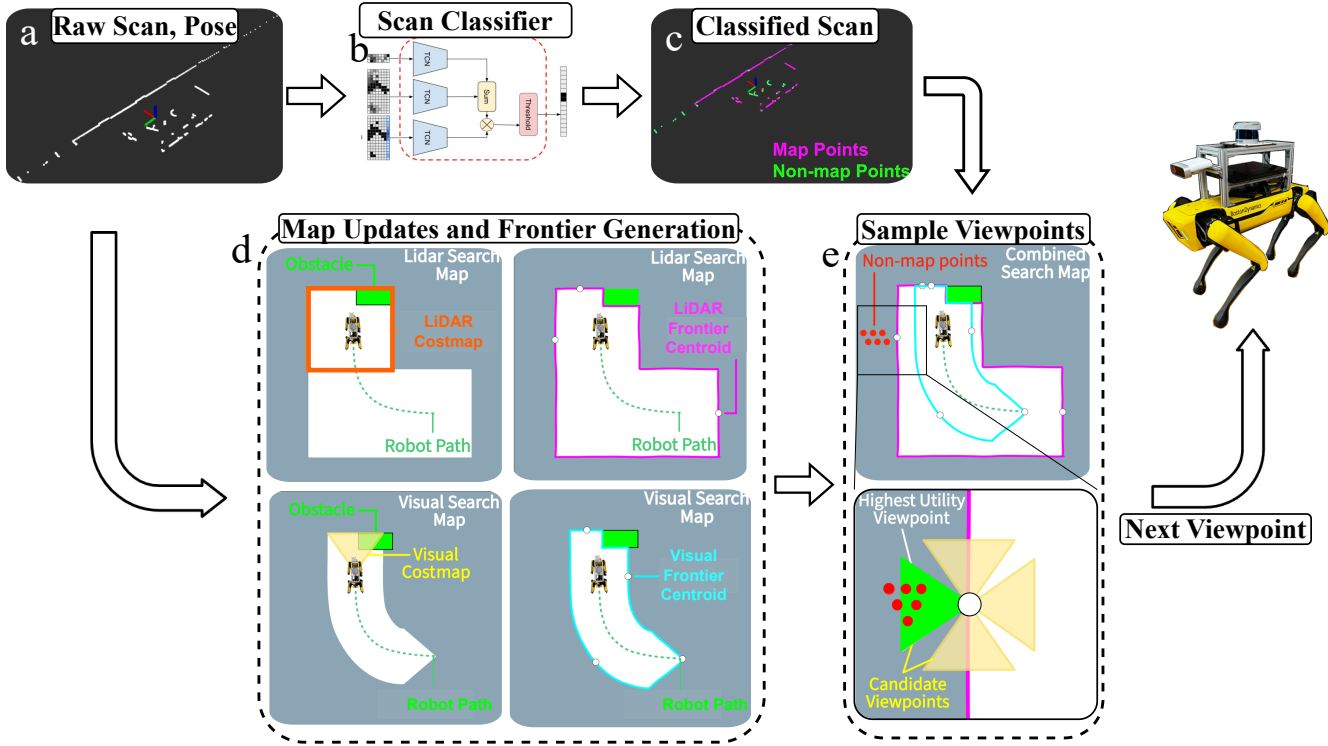 a
Raw Scan, Pose
b
Scan Classifier
TCN
TCN
TCN
Sum
Threshold
c
Classified Scan
Map Points
Non-map Points
BostonDynamics
d
Map Updates and Frontier Generation
Obstacle
Lidar Search
Map
LiDAR
Costmap
Robot Path
Lidar Search
Map
LiDAR
Frontier
Centroid
Robot Path
Obstacle
Visual Search
Map
Visual
Costmap
Robot Path
Visual Search
Map
Visual
Frontier
Centroid
Robot Path
e
Sample Viewpoints
Non-map points
Combined
Search Map
Highest Utility
Viewpoint
Candidate
Viewpoints
Next Viewpoint